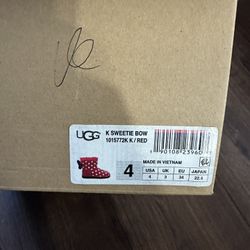 UGG
K SWEETIE BOW
1015772K K / RED
4
MADE IN VIETNAM
USA UK EU JAPAN
4 3 34 22.5